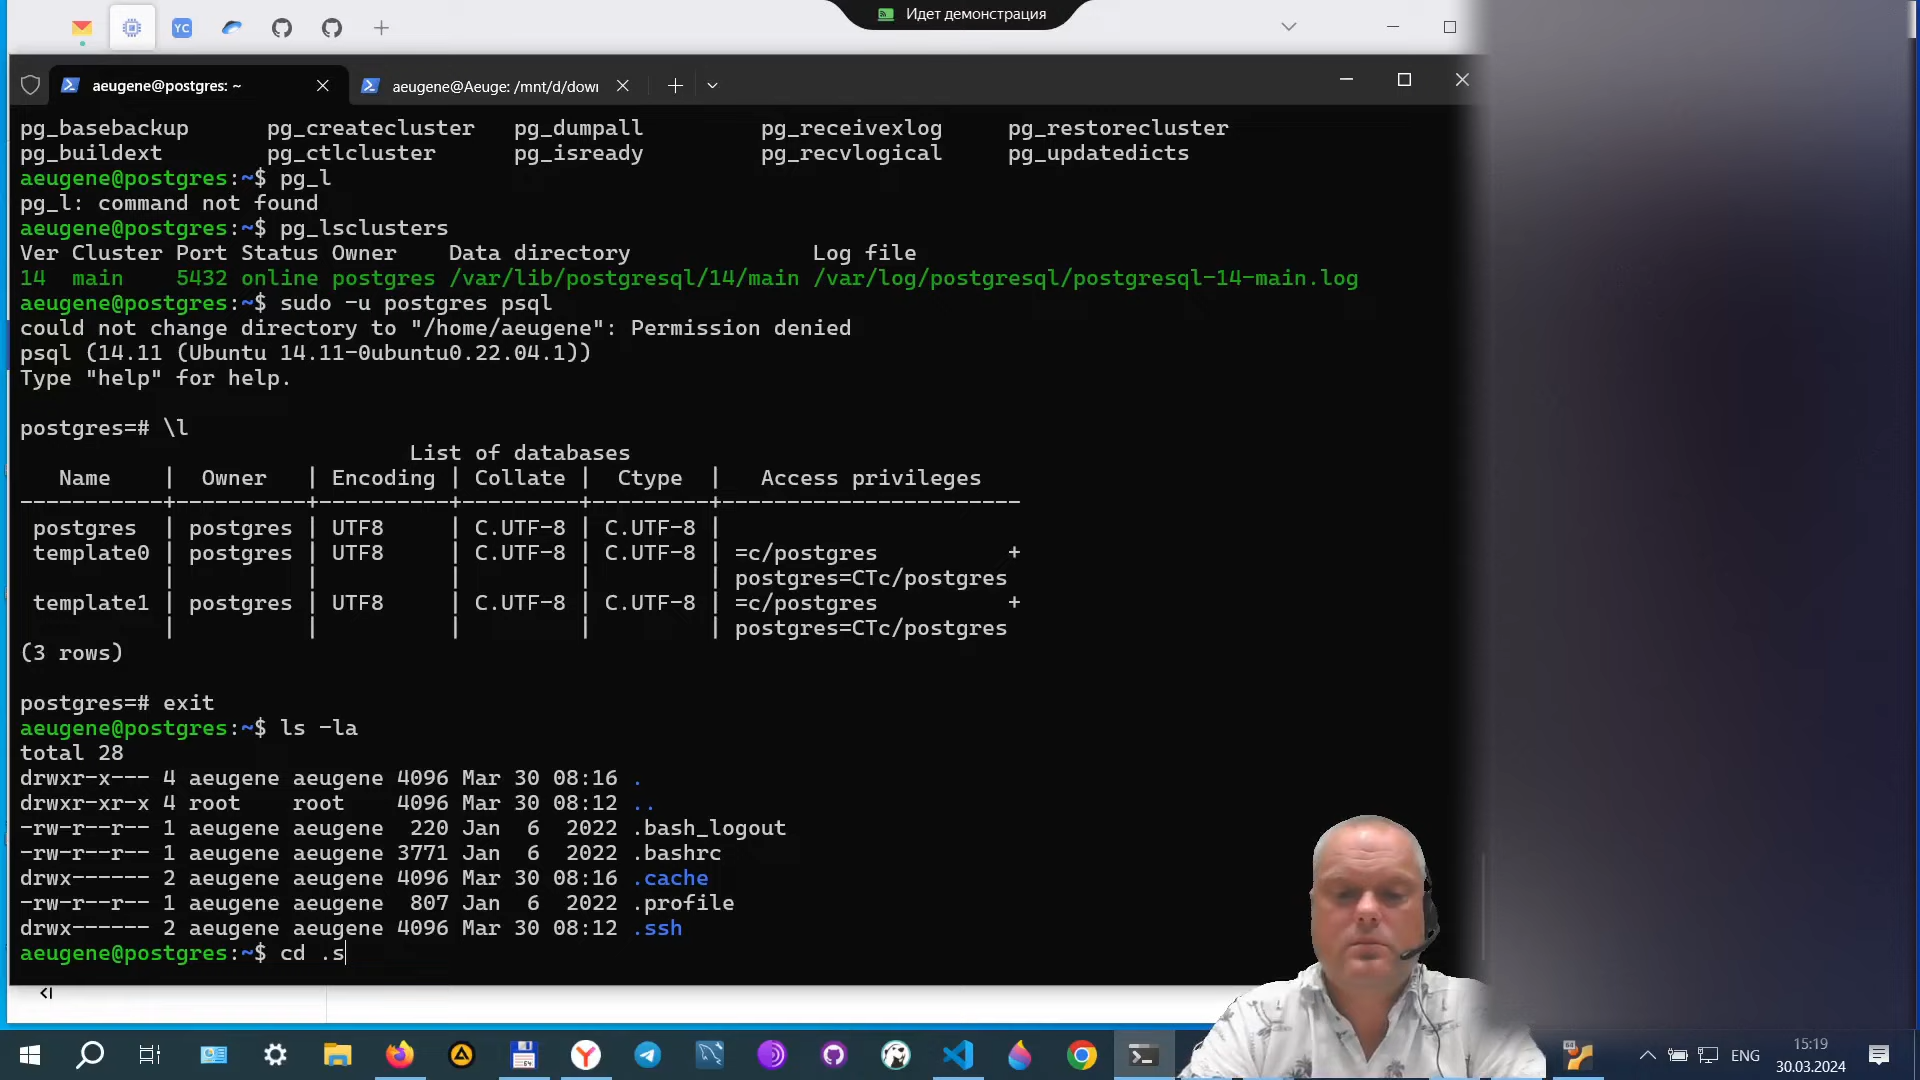 YC
Идет демонстрация
aeugene@postgres: ~
aeugene@Aeuge: /mnt/d/dowı
pg_basebackup pg_createcluster pg_dumpall pg_receivexlog pg_restorecluster
pg_buildext pg_ctlcluster pg_isready pg_recvlogical pg_updatedicts
aeugene@postgres:~$ pg_l
pg_l: command not found
aeugene@postgres:~$ pg_lsclusters
Ver Cluster Port Status Owner Data directory Log file
14 main 5432 online postgres /var/lib/postgresql/14/main /var/log/postgresql/postgresql-14-main.log
aeugene@postgres:~$ sudo -u postgres psql
could not change directory to "/home/aeugene": Permission denied
psql (14.11 (Ubuntu 14.11-0ubuntu0.22.04.1))
Type "help" for help.
postgres=# \l
List of databases
Name | Owner | Encoding | Collate | Ctype | Access privileges
-----------+----------+----------+---------+---------+-----------------------
postgres | postgres | UTF8 | C.UTF-8 | C.UTF-8 |
template0 | postgres | UTF8 | C.UTF-8 | C.UTF-8 | =c/postgres +
| | | | | postgres=CTc/postgres
template1 | postgres | UTF8 | C.UTF-8 | C.UTF-8 | =c/postgres +
| | | | | postgres=CTc/postgres
(3 rows)
postgres=# exit
aeugene@postgres:~$ ls -la
total 28
drwxr-x--- 4 aeugene aeugene 4096 Mar 30 08:16 .
drwxr-xr-x 4 root root 4096 Mar 30 08:12 ..
-rw-r--r-- 1 aeugene aeugene 220 Jan 6 2022 .bash_logout
-rw-r--r-- 1 aeugene aeugene 3771 Jan 6 2022 .bashrc
drwx------ 2 aeugene aeugene 4096 Mar 30 08:16 .cache
-rw-r--r-- 1 aeugene aeugene 807 Jan 6 2022 .profile
drwx------ 2 aeugene aeugene 4096 Mar 30 08:12 .ssh
aeugene@postgres:~$ cd .s
ENG
15:19
30.03.2024